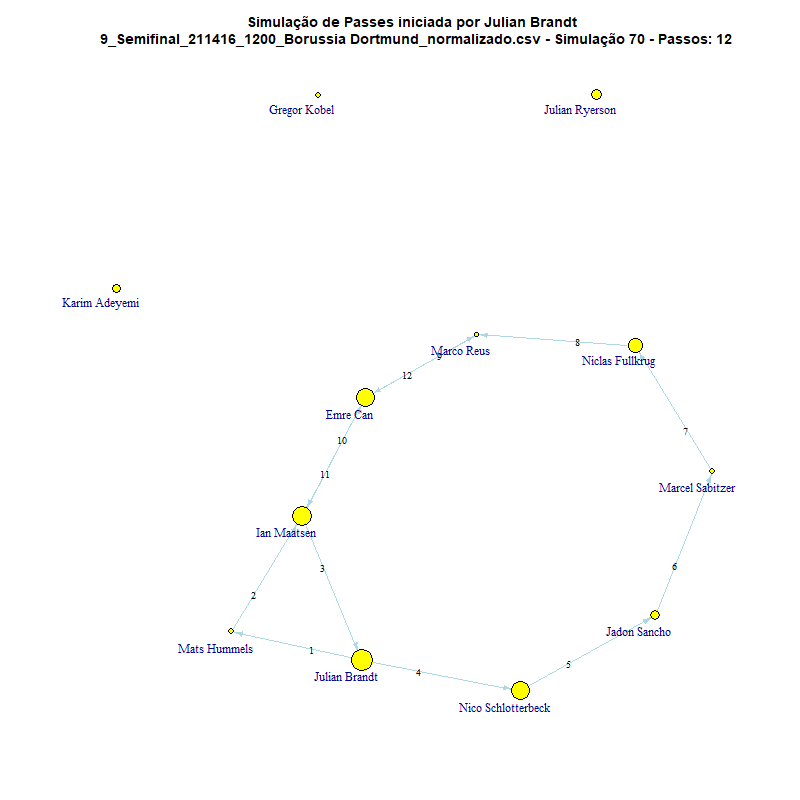 Simulação de Passes iniciada por Julian Brandt
9_Semifinal_211416_1200_Borussia Dortmund_normalizado.csv - Simulação 70 - Passos: 12
Gregor Kobel
Julian Ryerson
Karim Adeyemi
8
Marco Reus
9
Niclas Fullkrug
12
Emre Can
7
10
11
Marcel Sabitzer
Ian Maatsen
3
6
2
Jadon Sancho
Mats Hummels
1
5
4
Julian Brandt
Nico Schlotterbeck